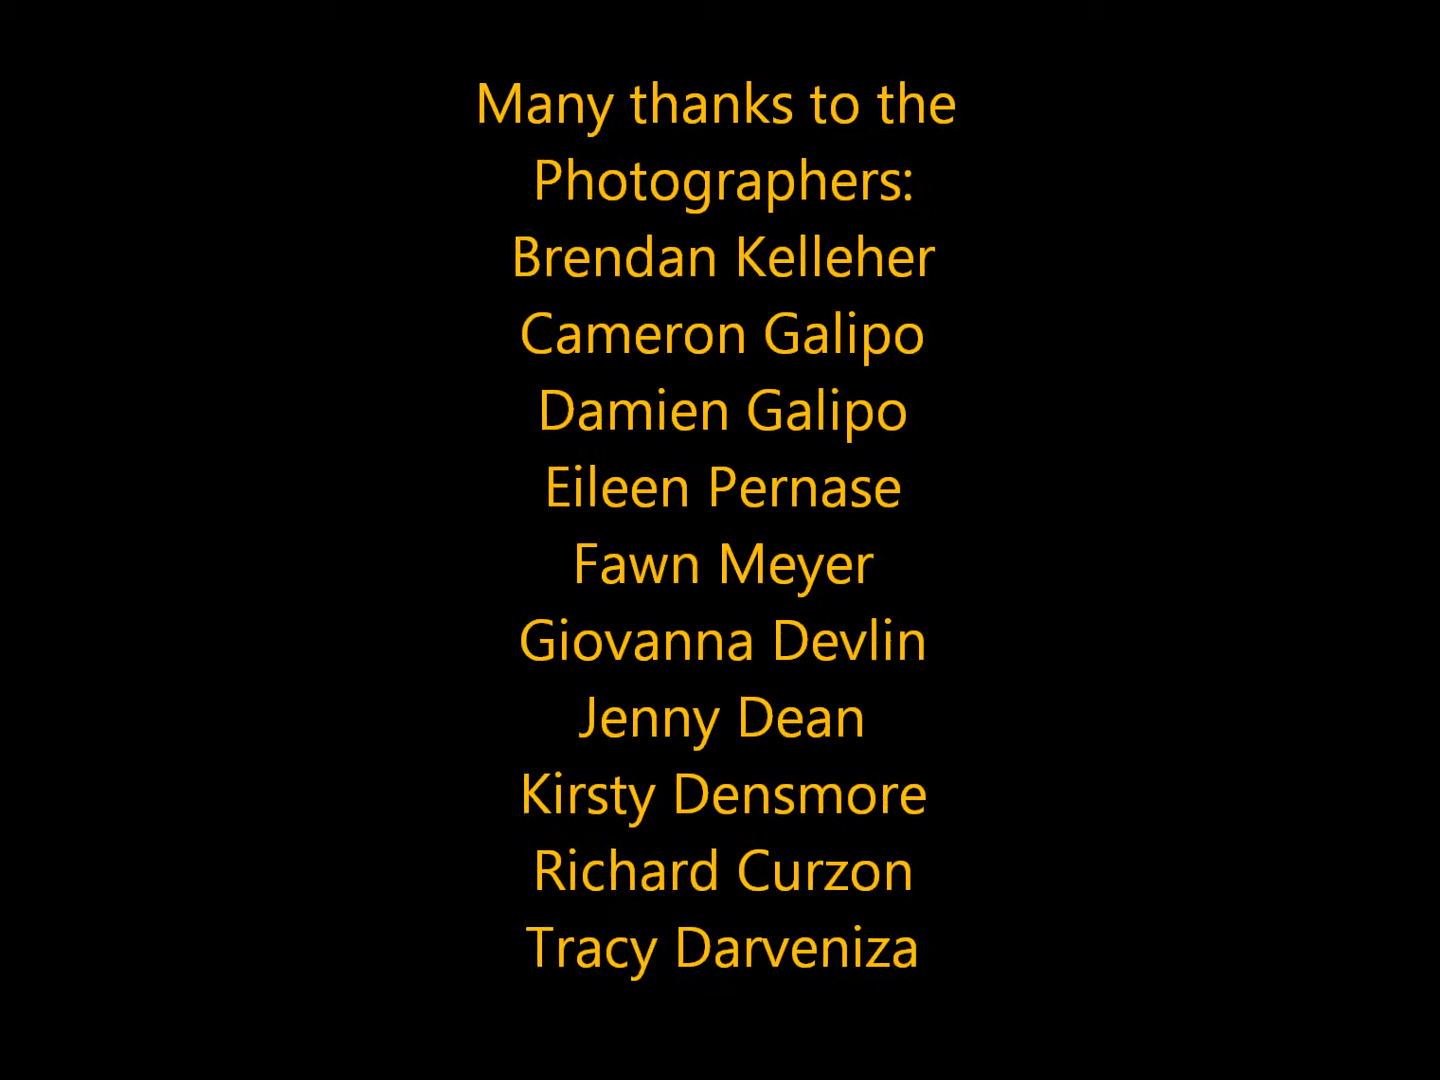 Many thanks to the
Photographers:
Brendan Kelleher
Cameron Galipo
Damien Galipo
Eileen Pernase
Fawn Meyer
Giovanna Devlin
Jenny Dean
Kirsty Densmore
Richard Curzon
Tracy Darveniza